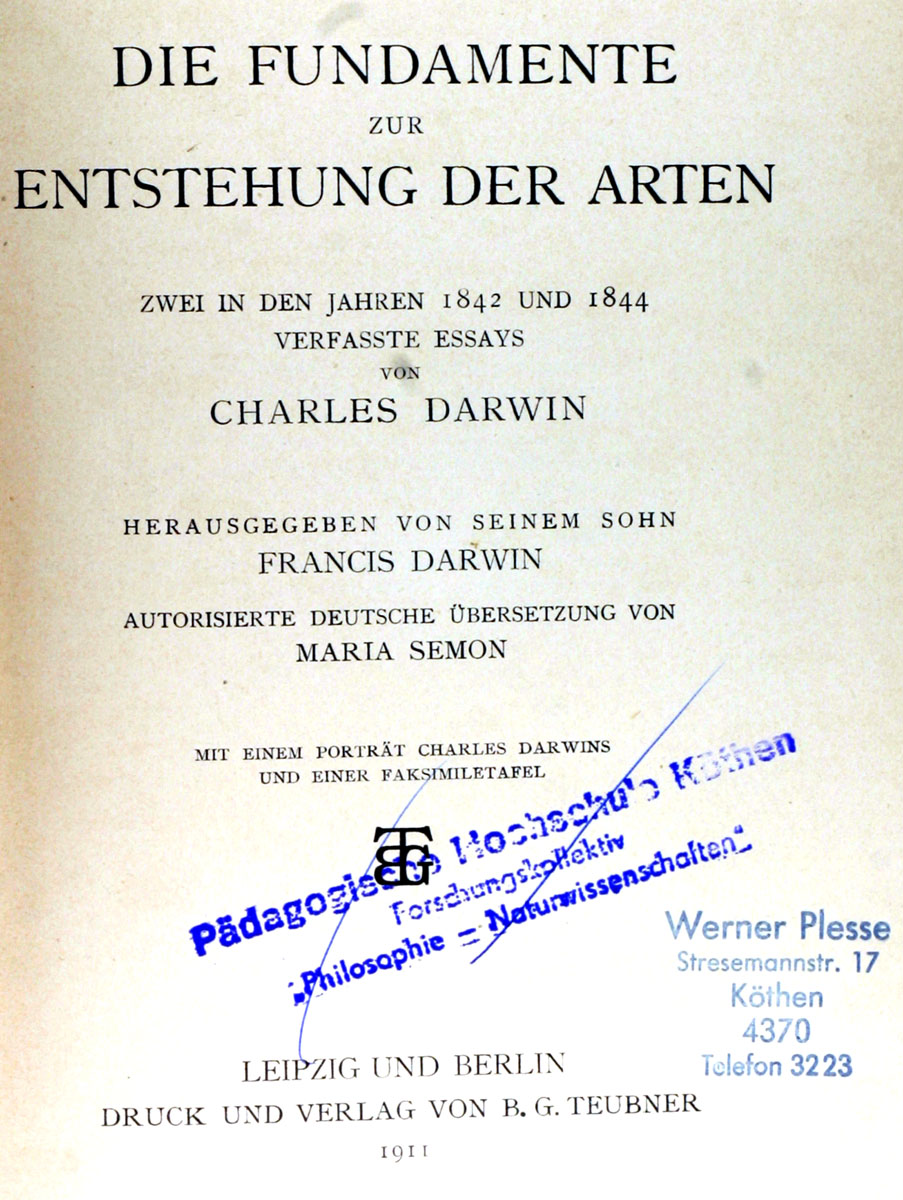 DIE FUNDAMENTE
ZUR
ENTSTEHUNG DER ARTEN
ZWEI IN DEN JAHREN 1842 UND 1844
VERFASSTE ESSAYS
VON
CHARLES DARWIN
HERAUSGEGEBEN VON SEINEM SOHN
FRANCIS DARWIN
AUTORISIERTE DEUTSCHE ÜBERSETZUNG VON
MARIA SEMON
MIT EINEM PORTRÄT CHARLES DARWINS
UND EINER FAKSIMILETAFEL
BTG
Pädagogische Hochschule Köthen
Forschungskollektiv
„Philosophie — Naturwissenschaften“
Werner Plesse
Stresemannstr. 17
Köthen
4370
Telefon 3223
LEIPZIG UND BERLIN
DRUCK UND VERLAG VON B. G. TEUBNER
1911